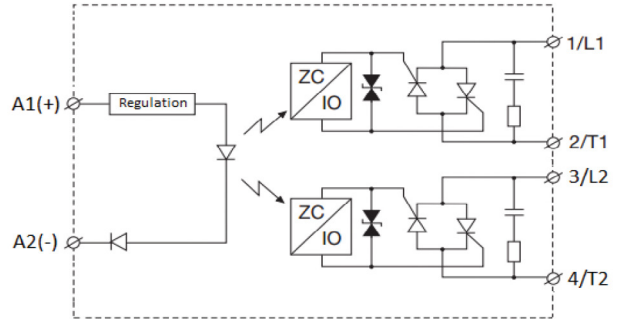 A1(+)
Regulation
A2(-)
ZC
IO
1/L1
2/T1
ZC
IO
3/L2
4/T2